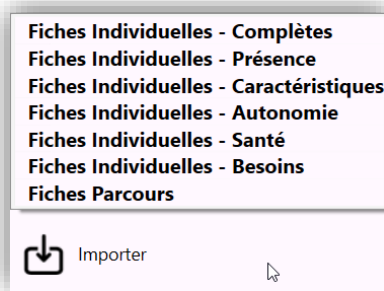 Fiches Individuelles - Complètes
Fiches Individuelles - Présence
Fiches Individuelles - Caractéristiques
Fiches Individuelles - Autonomie
Fiches Individuelles - Santé
Fiches Individuelles - Besoins
Fiches Parcours
Importer